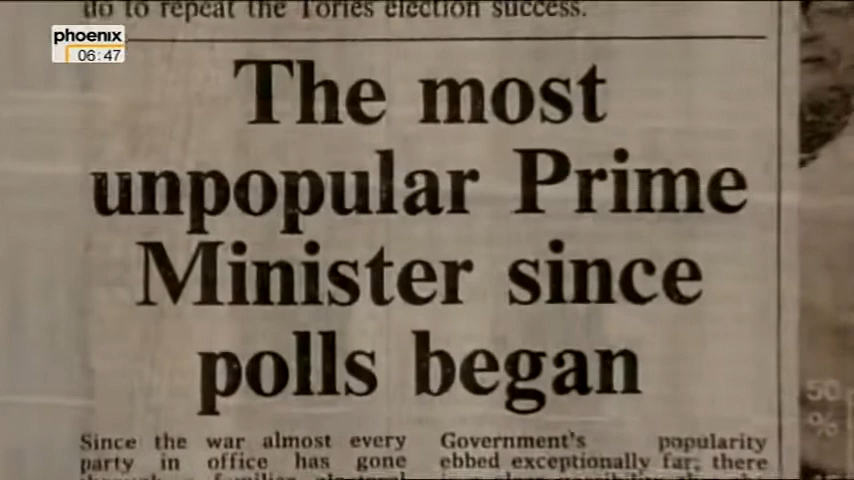 do to repeat the Tories election success.
phoenix
06:47
The most
unpopular Prime
Minister since
polls began
Since the war almost every
party in office has gone
Government's popularity
ebbed exceptionally far, there
50
%